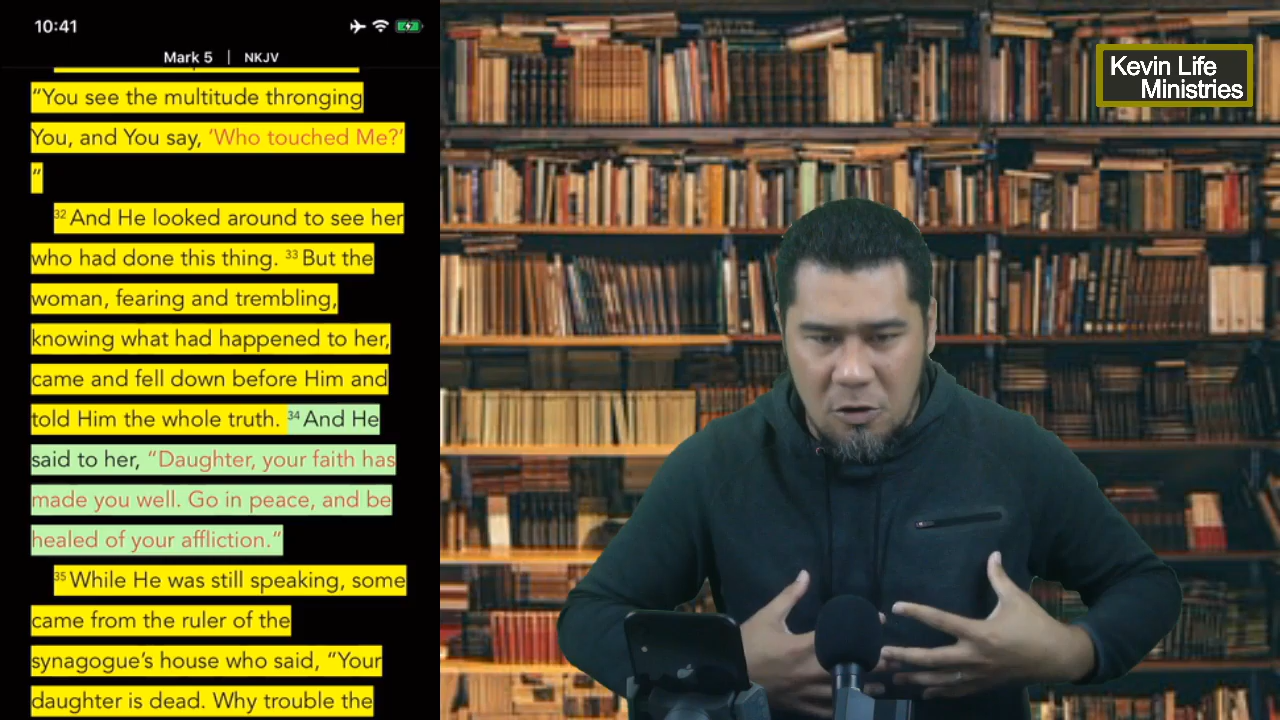 10:41
Mark 5 | NKJV
“You see the multitude thronging
You, and You say, ‘Who touched Me?’
”
32 And He looked around to see her
who had done this thing. 33 But the
woman, fearing and trembling,
knowing what had happened to her,
came and fell down before Him and
told Him the whole truth. 34 And He
said to her, “Daughter, your faith has
made you well. Go in peace, and be
healed of your affliction.”
35 While He was still speaking, some
came from the ruler of the
synagogue’s house who said, “Your
daughter is dead. Why trouble the
Kevin Life
Ministries